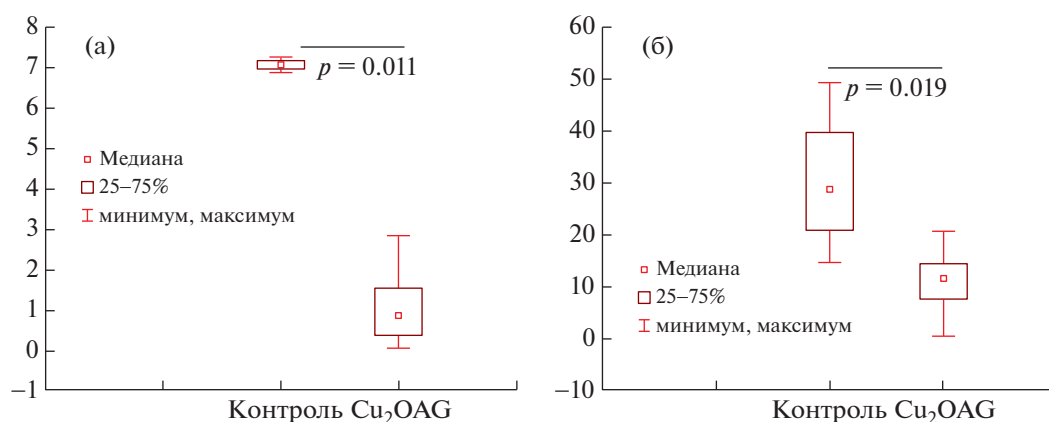 8
7
6
5
4
3
2
1
0
–1
(а)
p = 0.011
Медиана
25–75%
минимум, максимум
Контроль Cu₂OAG
60
50
40
30
20
10
0
–10
(б)
p = 0.019
Медиана
25–75%
минимум, максимум
Контроль Cu₂OAG